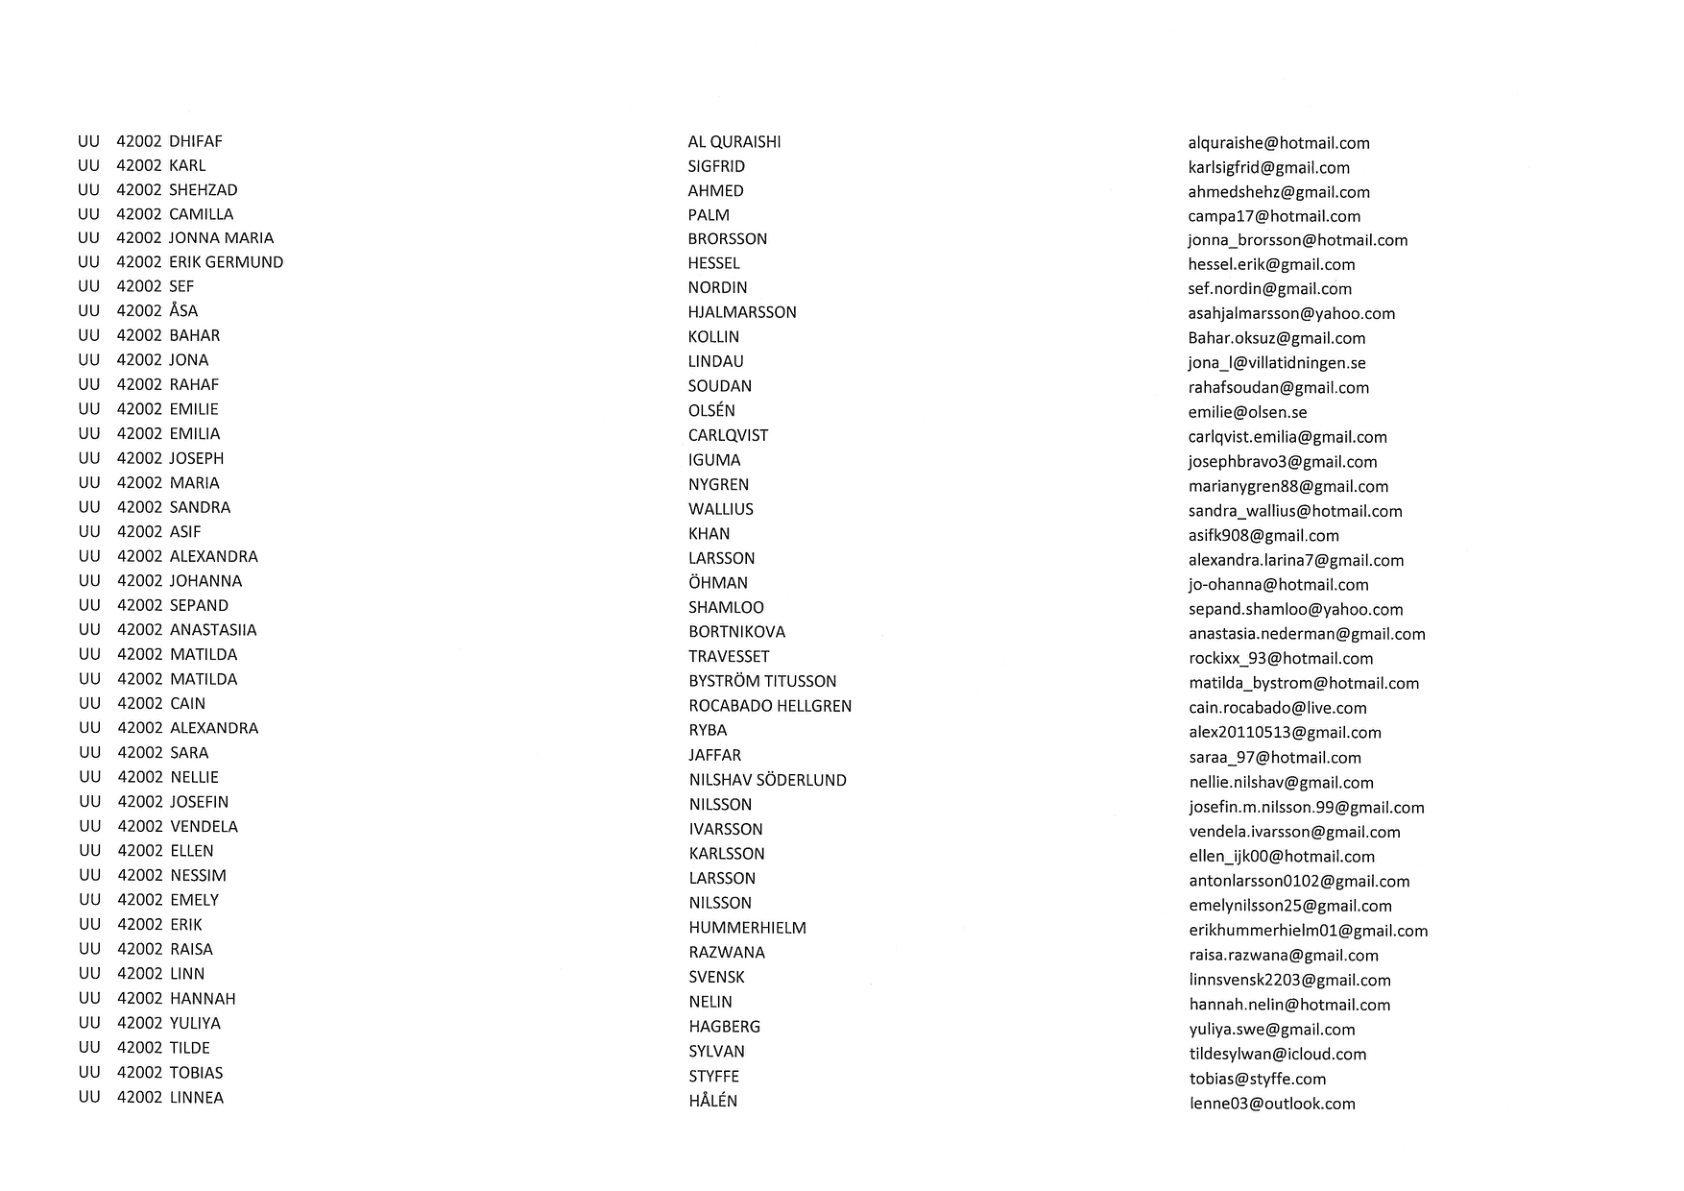 UU 42002 DHIFAF AL QURAISHI alquraishe@hotmail.com
UU 42002 KARL SIGFRID karlsigfrid@gmail.com
UU 42002 SHEHZAD AHMED ahmedshehz@gmail.com
UU 42002 CAMILLA PALM campa17@hotmail.com
UU 42002 JONNA MARIA BRORSSON jonna_brorsson@hotmail.com
UU 42002 ERIK GERMUND HESSEL hessel.erik@gmail.com
UU 42002 SEF NORDIN sef.nordin@gmail.com
UU 42002 ÅSA HJALMARSSON asahjalmarsson@yahoo.com
UU 42002 BAHAR KOLLIN Bahar.oksuz@gmail.com
UU 42002 JONA LINDAU jona_l@villatidningen.se
UU 42002 RAHAF SOUDAN rahafsoudan@gmail.com
UU 42002 EMILIE OLSÉN emilie@olsen.se
UU 42002 EMILIA CARLQVIST carlqvist.emilia@gmail.com
UU 42002 JOSEPH IGUMA josephbravo3@gmail.com
UU 42002 MARIA NYGREN marianygren88@gmail.com
UU 42002 SANDRA WALLIUS sandra_wallius@hotmail.com
UU 42002 ASIF KHAN asifk908@gmail.com
UU 42002 ALEXANDRA LARSSON alexandra.larina7@gmail.com
UU 42002 JOHANNA ÖHMAN jo-ohanna@hotmail.com
UU 42002 SEPAND SHAMLOO sepand.shamloo@yahoo.com
UU 42002 ANASTASIIA BORTNIKOVA anastasia.nederman@gmail.com
UU 42002 MATILDA TRAVESSET rockixx_93@hotmail.com
UU 42002 MATILDA BYSTRÖM TITUSSON matilda_bystrom@hotmail.com
UU 42002 CAIN ROCABADO HELLGREN cain.rocabado@live.com
UU 42002 ALEXANDRA RYBA alex20110513@gmail.com
UU 42002 SARA JAFFAR saraa_97@hotmail.com
UU 42002 NELLIE NILSHAV SÖDERLUND nellie.nilshav@gmail.com
UU 42002 JOSEFIN NILSSON josefin.m.nilsson.99@gmail.com
UU 42002 VENDELA IVARSSON vendela.ivarsson@gmail.com
UU 42002 ELLEN KARLSSON ellen_ijk00@hotmail.com
UU 42002 NESSIM LARSSON antonlarsson0102@gmail.com
UU 42002 EMELY NILSSON emelynilsson25@gmail.com
UU 42002 ERIK HUMMERHIELM erikhummerhielm01@gmail.com
UU 42002 RAISA RAZWANA raisa.razwana@gmail.com
UU 42002 LINN SVENSK linnsvensk2203@gmail.com
UU 42002 HANNAH NELIN hannah.nelin@hotmail.com
UU 42002 YULIYA HAGBERG yuliya.swe@gmail.com
UU 42002 TILDE SYLVAN tildesylwan@icloud.com
UU 42002 TOBIAS STYFFE tobias@styffe.com
UU 42002 LINNEA HÅLÉN lenne03@outlook.com